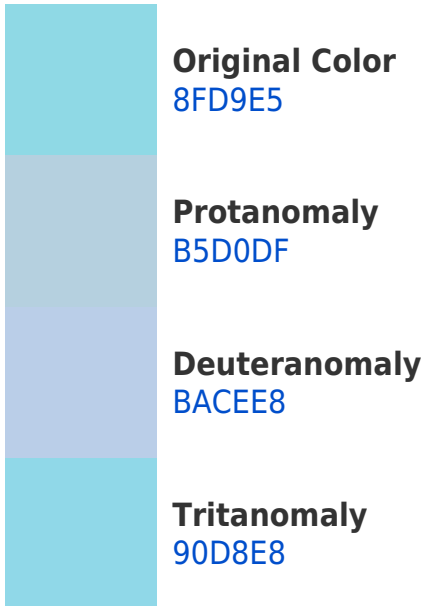 Original Color
8FD9E5
Protanomaly
B5D0DF
Deuteranomaly
BACEE8
Tritanomaly
90D8E8